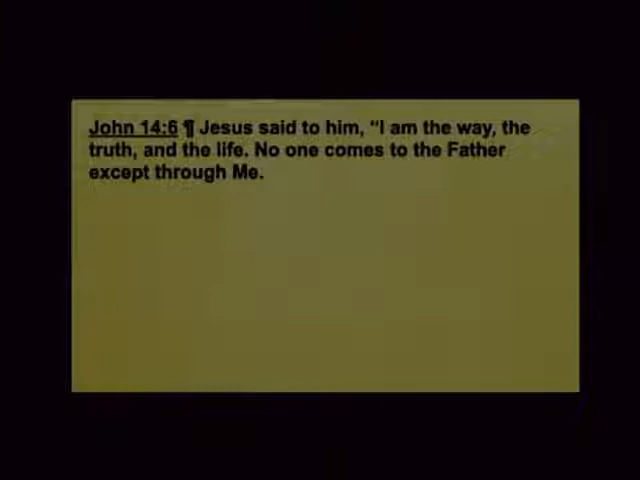 John 14:6 ¶ Jesus said to him, “I am the way, the
truth, and the life. No one comes to the Father
except through Me.